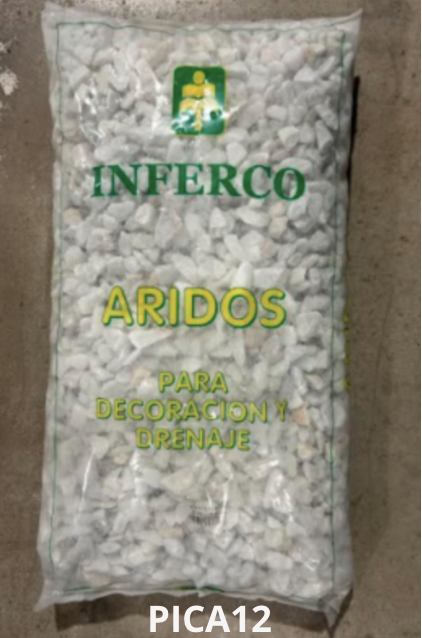 INFERCO
ARIDOS
PARA
DECORACION Y
DRENAJE
PICA12